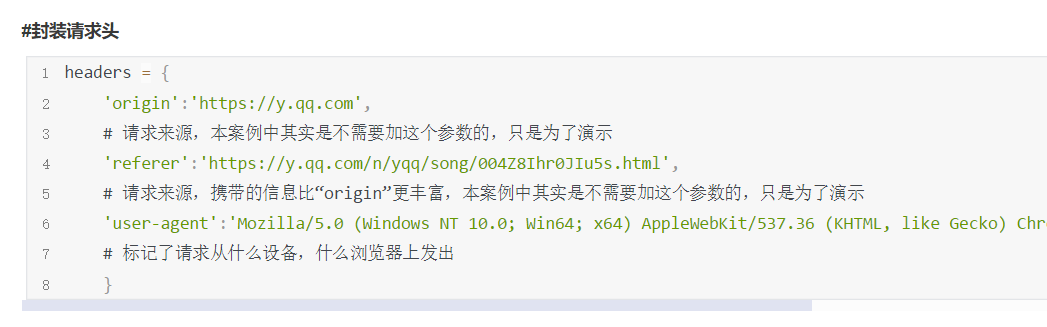 #封装请求头
1 headers = {
2 'origin':'https://y.qq.com',
3 # 请求来源，本案例中其实是不需要加这个参数的，只是为了演示
4 'referer':'https://y.qq.com/n/yqq/song/004Z8Ihr0JIu5s.html',
5 # 请求来源，携带的信息比“origin”更丰富，本案例中其实是不需要加这个参数的，只是为了演示
6 'user-agent':'Mozilla/5.0 (Windows NT 10.0; Win64; x64) AppleWebKit/537.36 (KHTML, like Gecko) Chr
7 # 标记了请求从什么设备，什么浏览器上发出
8 }